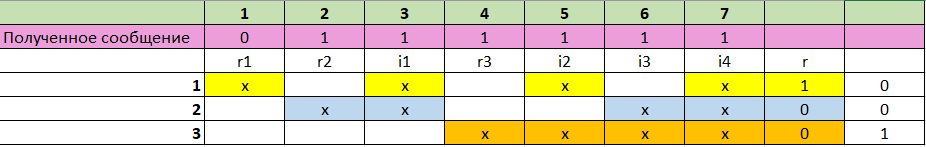 1 2 3 4 5 6 7
Полученное сообщение 0 1 1 1 1 1 1
r1 r2 i1 r3 i2 i3 i4 r
1 x x x x 1 0
2 x x x x 0 0
3 x x x x 0 1